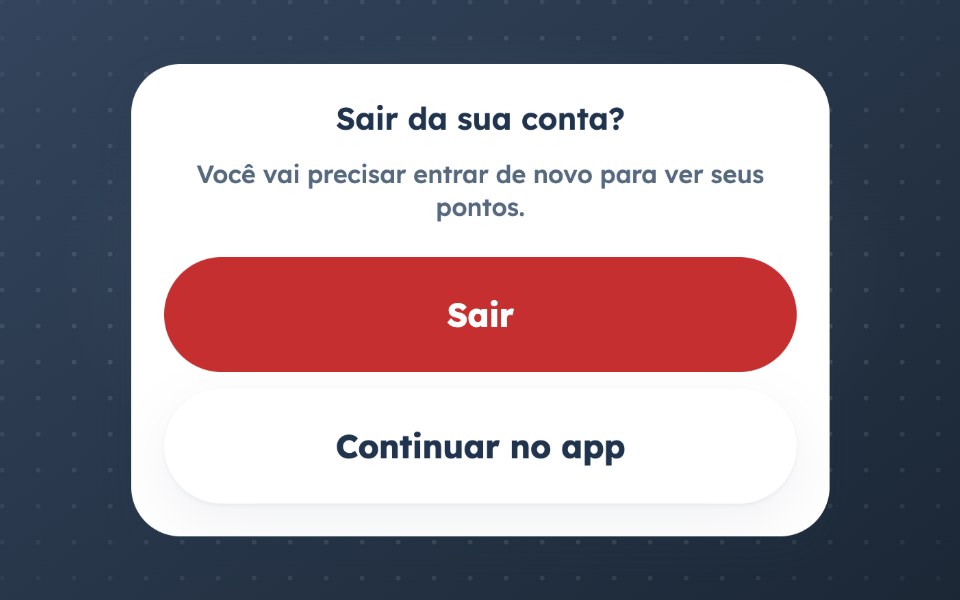 Sair da sua conta?
Você vai precisar entrar de novo para ver seus
pontos.
Sair
Continuar no app